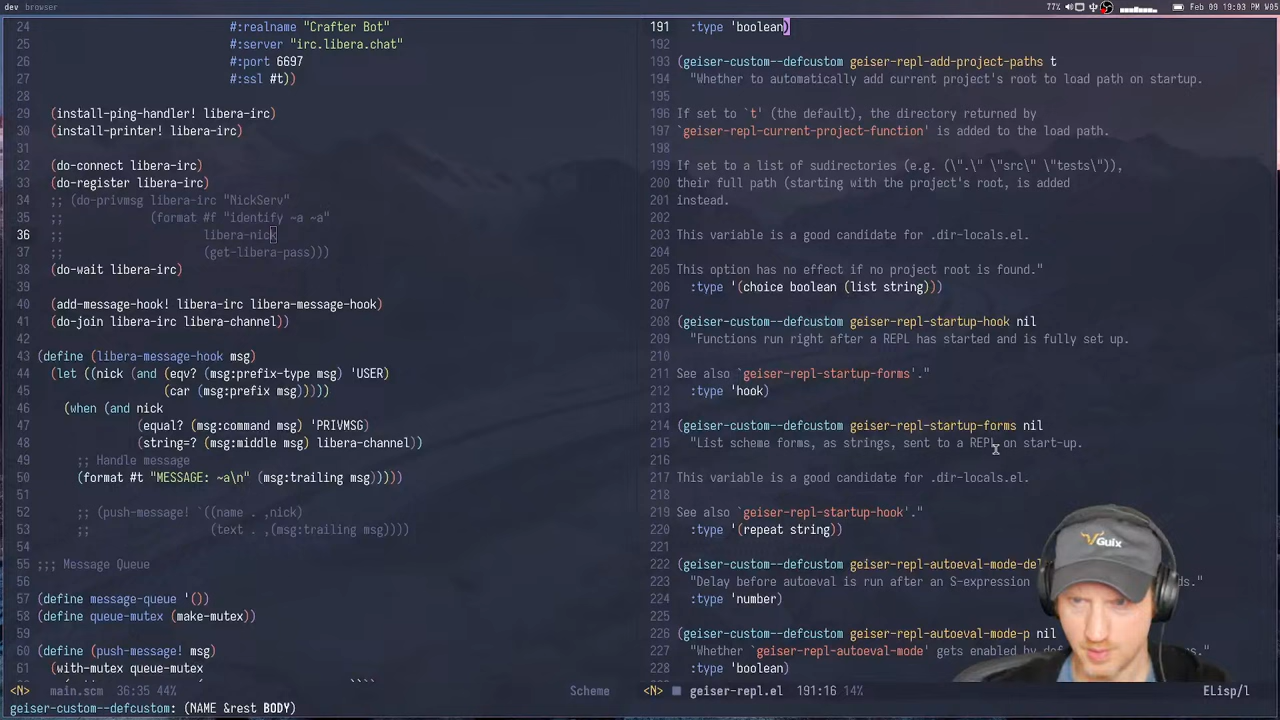 dev browser
77% Feb 09 19:03 W05
24 #:realname "Crafter Bot"
25 #:server "irc.libera.chat"
26 #:port 6697
27 #:ssl #t))
28
29 (install-ping-handler! libera-irc)
30 (install-printer! libera-irc)
31
32 (do-connect libera-irc)
33 (do-register libera-irc)
34 ;; (do-privmsg libera-irc "NickServ"
35 ;; (format #f "identify ~a ~a"
36 ;; libera-nick
37 ;; (get-libera-pass)))
38 (do-wait libera-irc)
39
40 (add-message-hook! libera-irc libera-message-hook)
41 (do-join libera-irc libera-channel))
42
43 (define (libera-message-hook msg)
44 (let ((nick (and (eqv? (msg:prefix-type msg) 'USER)
45 (car (msg:prefix msg)))))
46 (when (and nick
47 (equal? (msg:command msg) 'PRIVMSG)
48 (string=? (msg:middle msg) libera-channel))
49 ;; Handle message
50 (format #t "MESSAGE: ~a\n" (msg:trailing msg)))))
51
52 ;; (push-message! `((name . ,nick)
53 ;; (text . ,(msg:trailing msg))))
54
55 ;;; Message Queue
56
57 (define message-queue '())
58 (define queue-mutex (make-mutex))
59
60 (define (push-message! msg)
61 (with-mutex queue-mutex
<N> main.scm 36:35 44% Scheme
191 :type 'boolean)
192
193 (geiser-custom--defcustom geiser-repl-add-project-paths t
194 "Whether to automatically add current project's root to load path on startup.
195
196 If set to `t' (the default), the directory returned by
197 `geiser-repl-current-project-function' is added to the load path.
198
199 If set to a list of sudirectories (e.g. (\".\" \"src\" \"tests\")),
200 their full path (starting with the project's root, is added
201 instead.
202
203 This variable is a good candidate for .dir-locals.el.
204
205 This option has no effect if no project root is found."
206 :type '(choice boolean (list string)))
207
208 (geiser-custom--defcustom geiser-repl-startup-hook nil
209 "Functions run right after a REPL has started and is fully set up.
210
211 See also `geiser-repl-startup-forms'."
212 :type 'hook)
213
214 (geiser-custom--defcustom geiser-repl-startup-forms nil
215 "List scheme forms, as strings, sent to a REPL on start-up.
216
217 This variable is a good candidate for .dir-locals.el.
218
219 See also `geiser-repl-startup-hook'."
220 :type '(repeat string))
221
222 (geiser-custom--defcustom geiser-repl-autoeval-mode-del
223 "Delay before autoeval is run after an S-expression ds."
224 :type 'number)
225
226 (geiser-custom--defcustom geiser-repl-autoeval-mode-p nil
227 "Whether `geiser-repl-autoeval-mode' gets enabled by
228 :type 'boolean)
<N> geiser-repl.el 191:16 14% ELisp/l
geiser-custom--defcustom: (NAME &rest BODY)
Guix